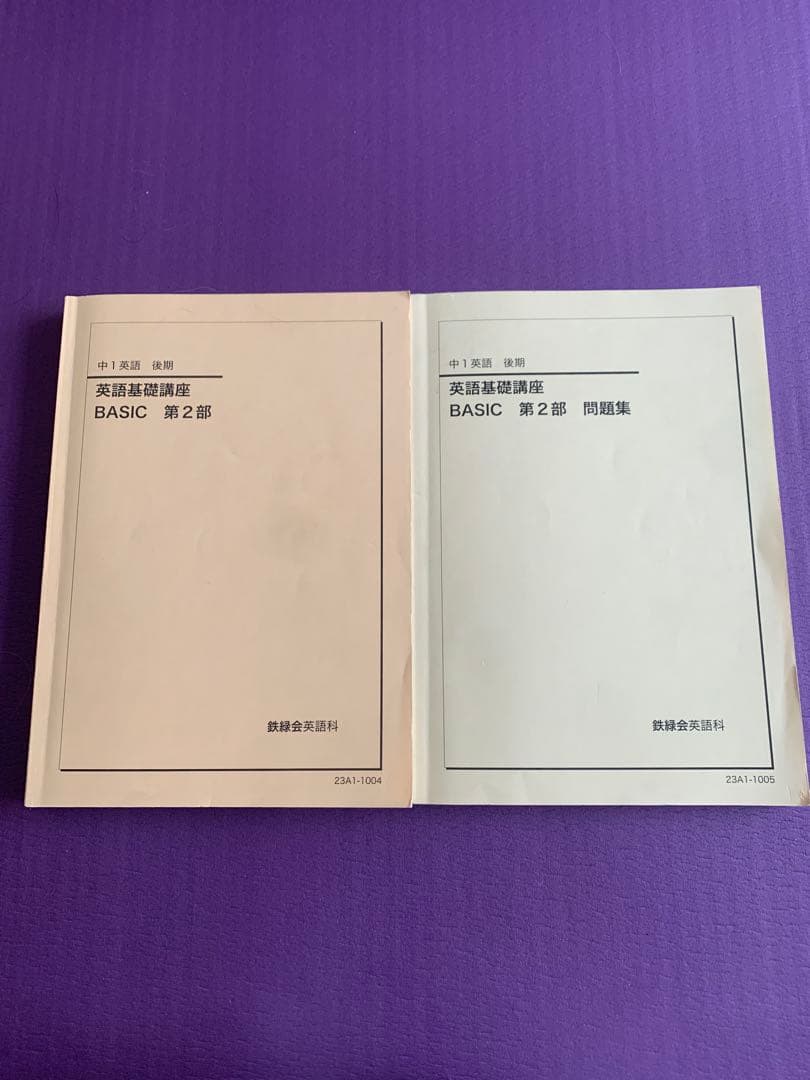 中1英語 後期
英語基礎講座
BASIC 第2部
鉄緑会英語科
23A1-1004
中1英語 後期
英語基礎講座
BASIC 第2部 問題集
鉄緑会英語科
23A1-1005